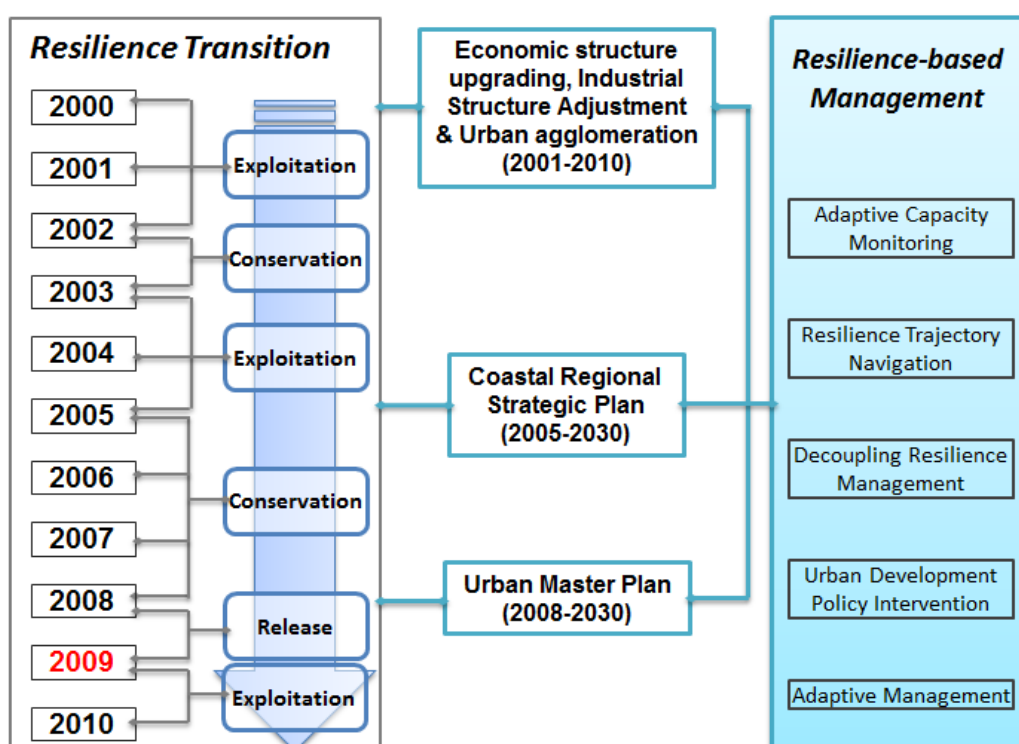 Resilience Transition
2000
2001
2002
2003
2004
2005
2006
2007
2008
2009
2010
Exploitation
Conservation
Exploitation
Conservation
Release
Exploitation
Economic structure
upgrading, Industrial
Structure Adjustment
& Urban agglomeration
(2001-2010)
Coastal Regional
Strategic Plan
(2005-2030)
Urban Master Plan
(2008-2030)
Resilience-based
Management
Adaptive Capacity
Monitoring
Resilience Trajectory
Navigation
Decoupling Resilience
Management
Urban Development
Policy Intervention
Adaptive Management